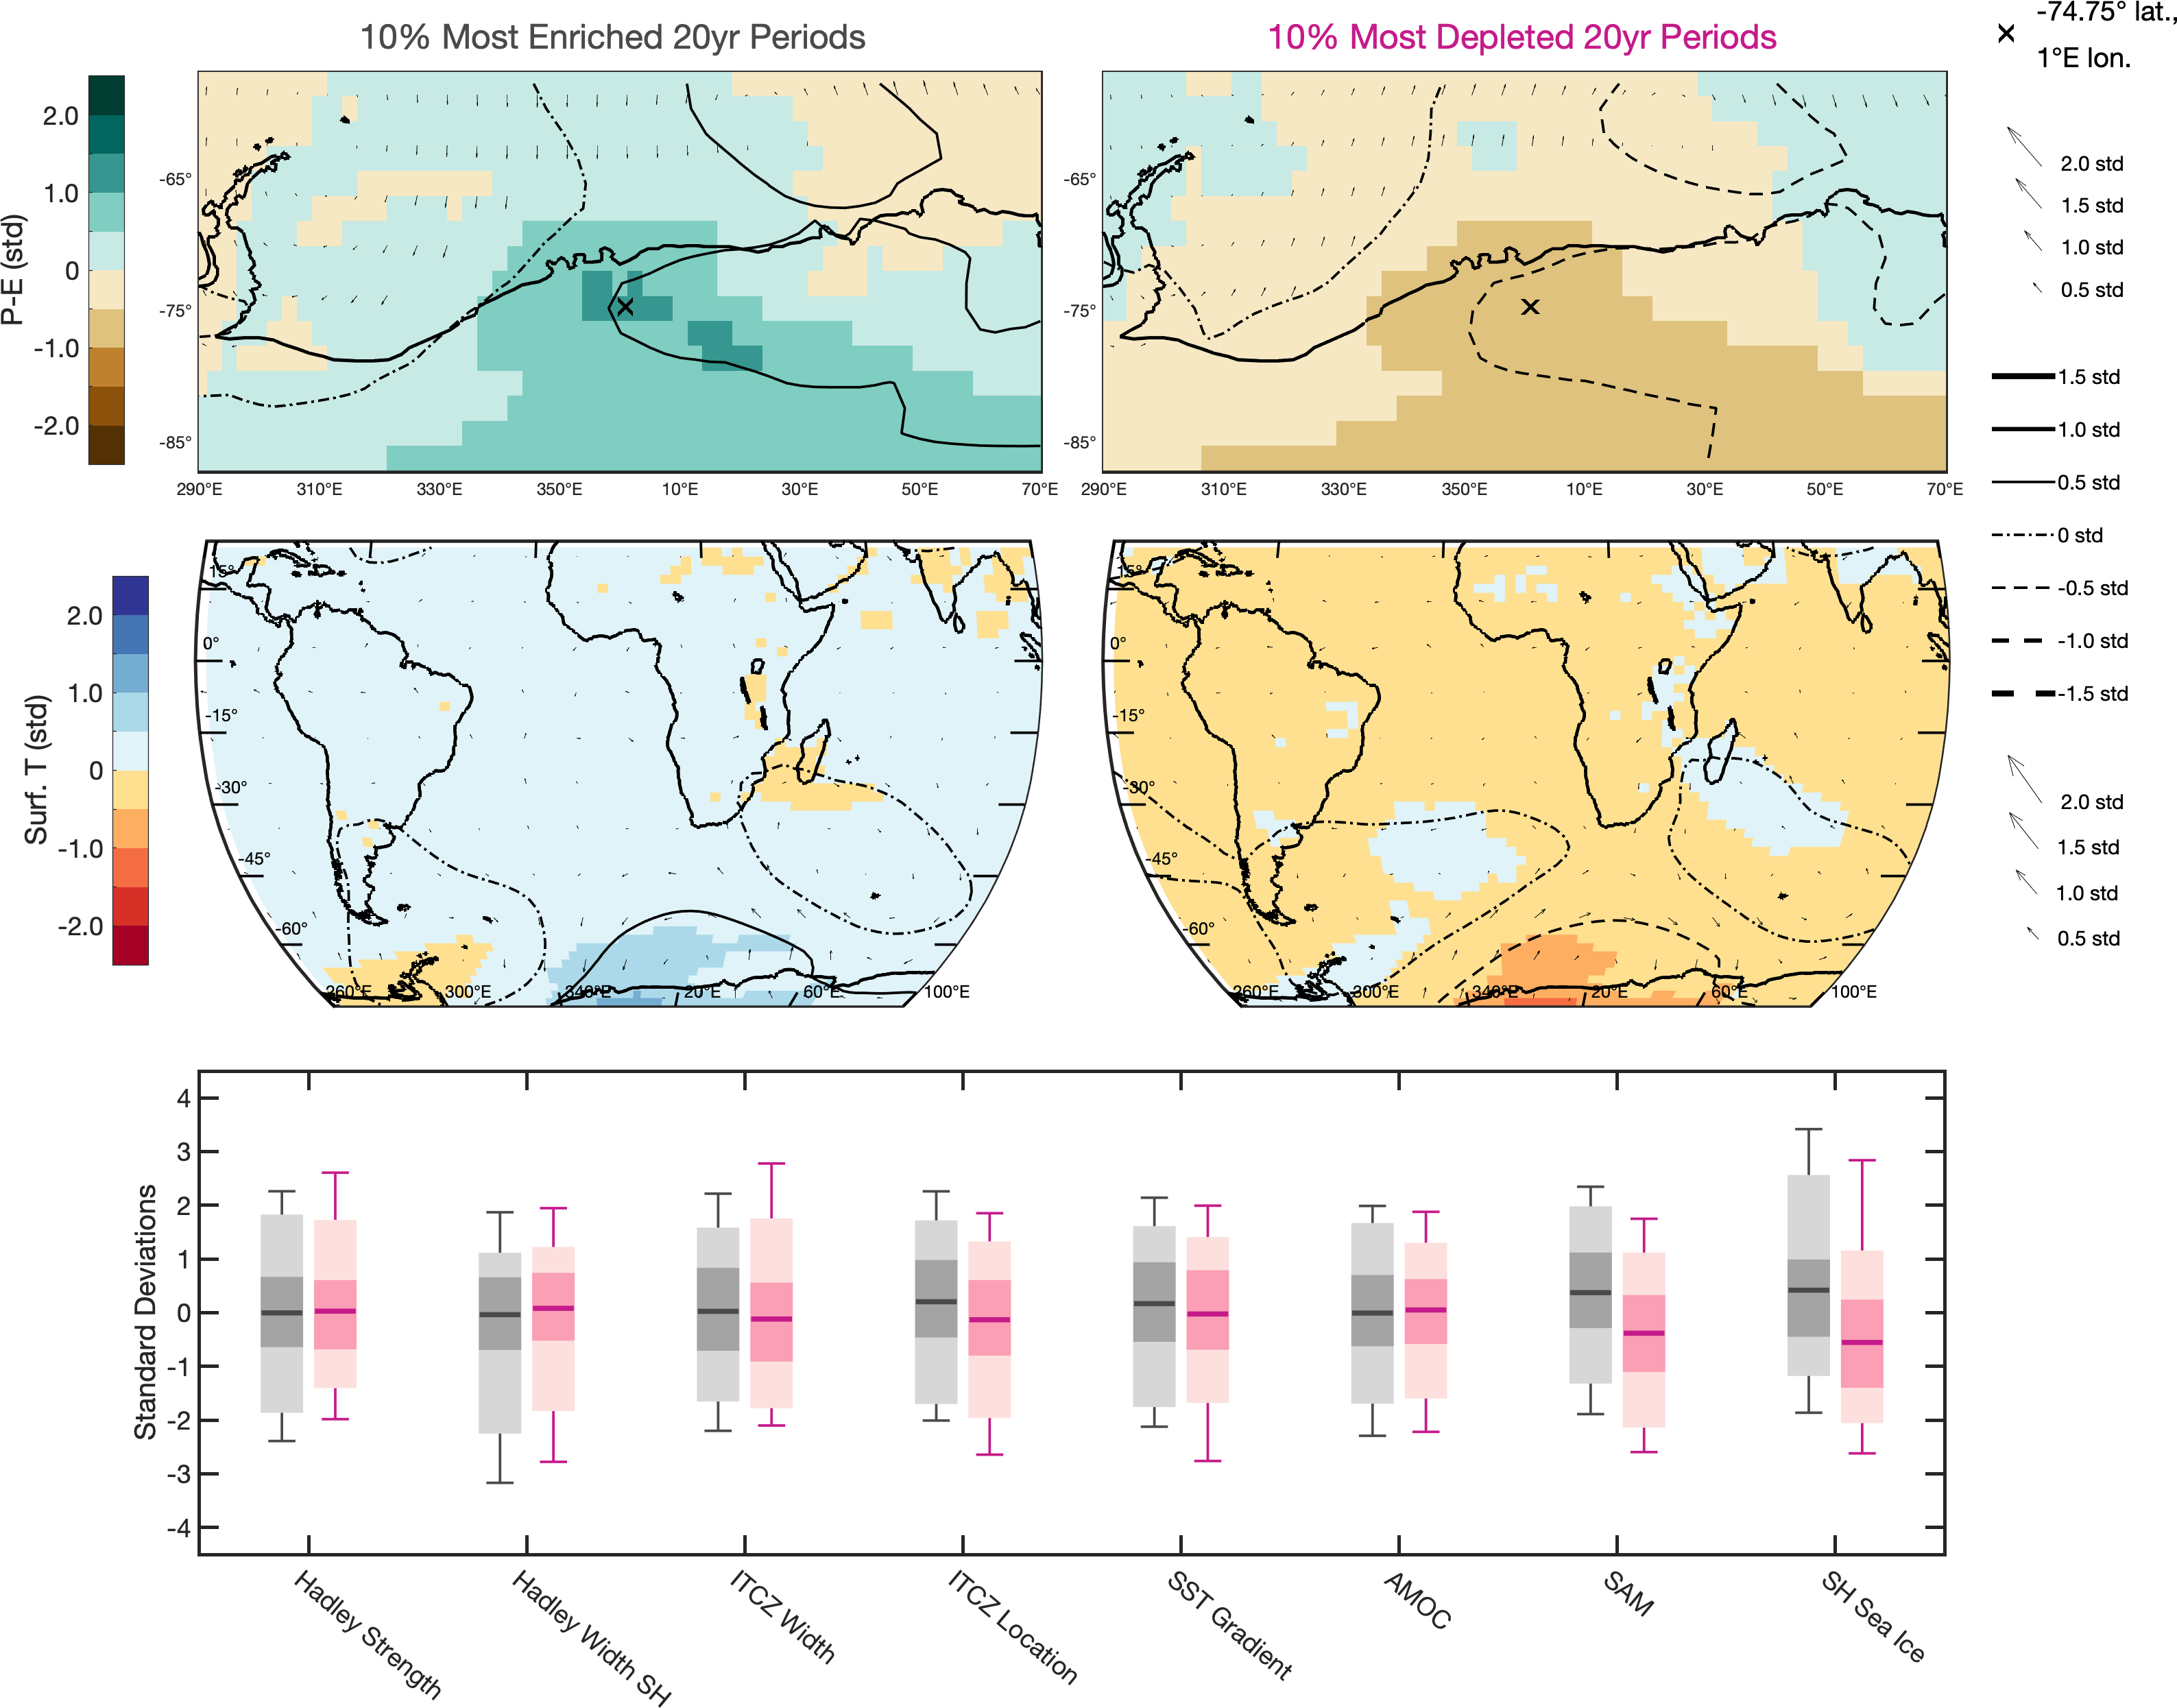 10% Most Enriched 20yr Periods
10% Most Depleted 20yr Periods
-74.75° lat.,
1°E lon.
P-E (std)
2.0
1.0
0
-1.0
-2.0
-65°
-75°
-85°
290°E 310°E 330°E 350°E 10°E 30°E 50°E 70°E
-65°
-75°
-85°
290°E 310°E 330°E 350°E 10°E 30°E 50°E 70°E
2.0 std
1.5 std
1.0 std
0.5 std
1.5 std
1.0 std
0.5 std
0 std
-0.5 std
-1.0 std
-1.5 std
Surf. T (std)
2.0
1.0
0
-1.0
-2.0
15°
0°
-15°
-30°
-45°
-60°
260°E 300°E 340°E 20°E 60°E 100°E
15°
0°
-15°
-30°
-45°
-60°
260°E 300°E 340°E 20°E 60°E 100°E
2.0 std
1.5 std
1.0 std
0.5 std
Standard Deviations
4
3
2
1
0
-1
-2
-3
-4
Hadley Strength
Hadley Width SH
ITCZ Width
ITCZ Location
SST Gradient
AMOC
SAM
SH Sea Ice